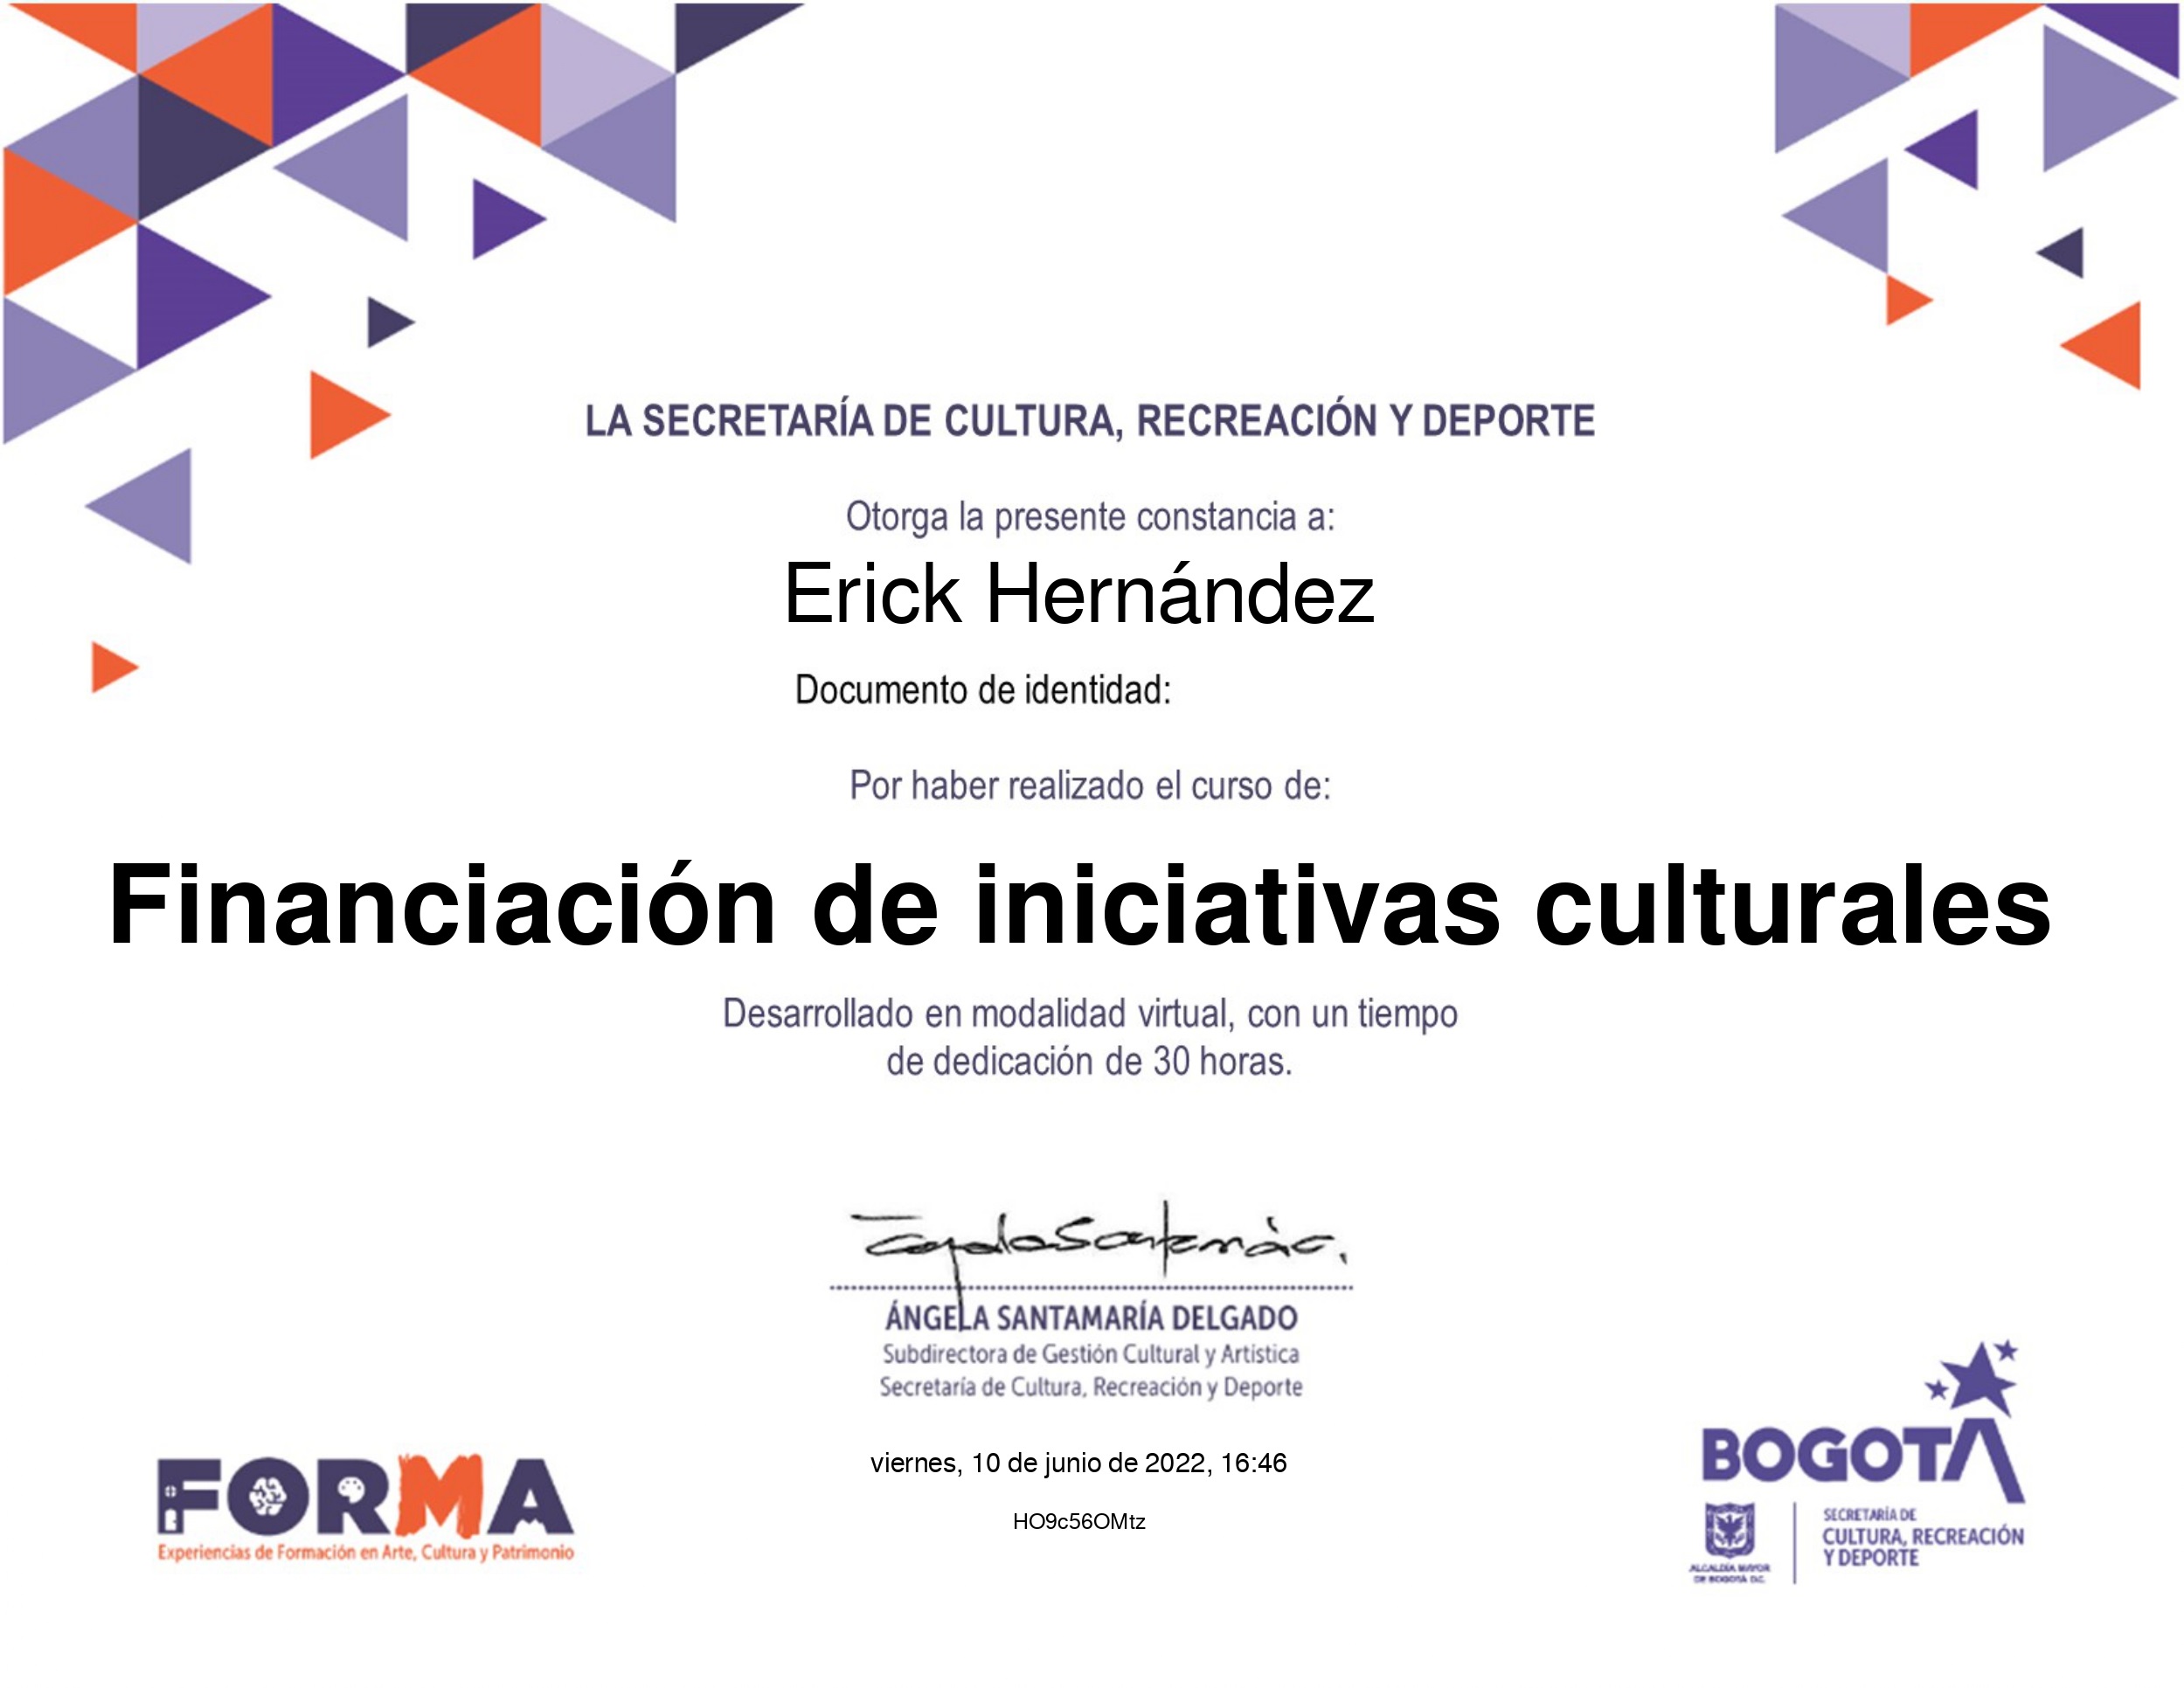 LA SECRETARÍA DE CULTURA, RECREACIÓN Y DEPORTE
Otorga la presente constancia a:
Erick Hernández
Documento de identidad:
Por haber realizado el curso de:
Financiación de iniciativas culturales
Desarrollado en modalidad virtual, con un tiempo
de dedicación de 30 horas.
ÁNGELA SANTAMARÍA DELGADO
Subdirectora de Gestión Cultural y Artística
Secretaría de Cultura, Recreación y Deporte
viernes, 10 de junio de 2022, 16:46
HO9c56OMtz
FORMA
Experiencias de Formación en Arte, Cultura y Patrimonio
BOGOTÁ
ALCALDÍA MAYOR
DE BOGOTÁ D.C.
SECRETARÍA DE
CULTURA, RECREACIÓN
Y DEPORTE